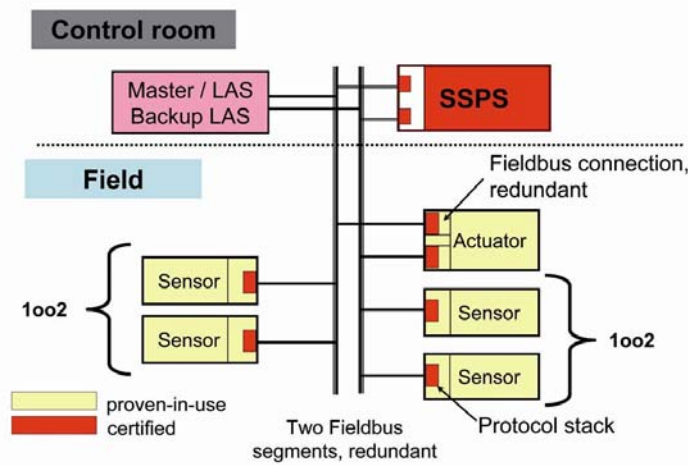 Control room
Master / LAS
Backup LAS
SSPS
Field
Fieldbus connection,
redundant
Actuator
Sensor
Sensor
1oo2
Sensor
Sensor
1oo2
proven-in-use
certified
Two Fieldbus
segments, redundant
Protocol stack